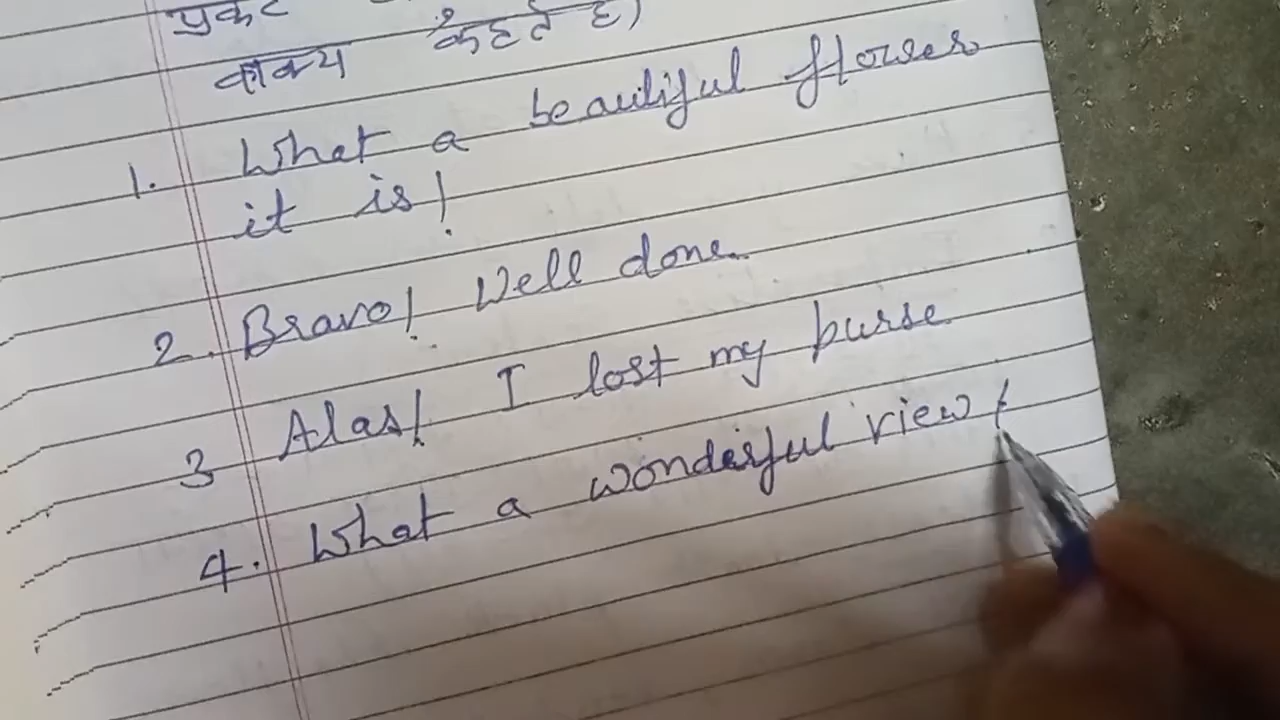 प्रकट
वाक्य कहते हैं)
1. What a beautiful flower
it is!
2. Bravo! Well done.
3 Alas! I lost my purse
4. What a wonderful view!